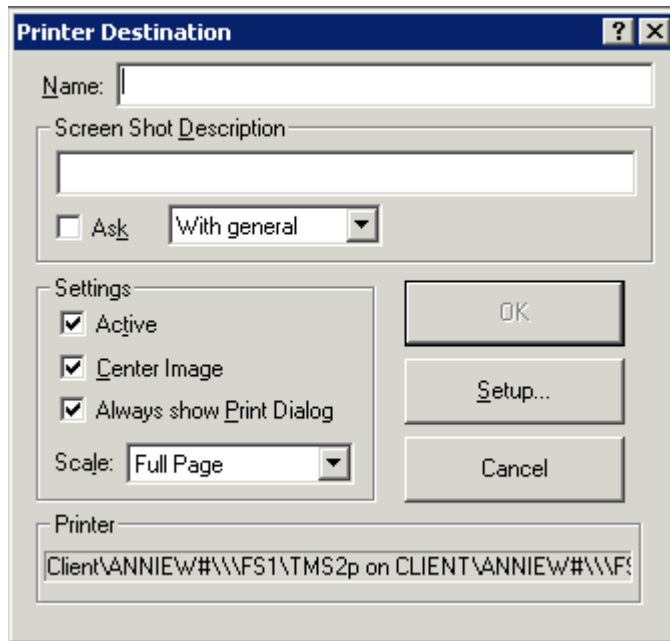 Printer Destination
Name:
Screen Shot Description
Ask With general
Settings
Active
Center Image
Always show Print Dialog
Scale: Full Page
OK
Setup...
Cancel
Printer
Client\ANNIEW#\\\FS1\TMS2p on CLIENT\ANNIEW#\\\FS